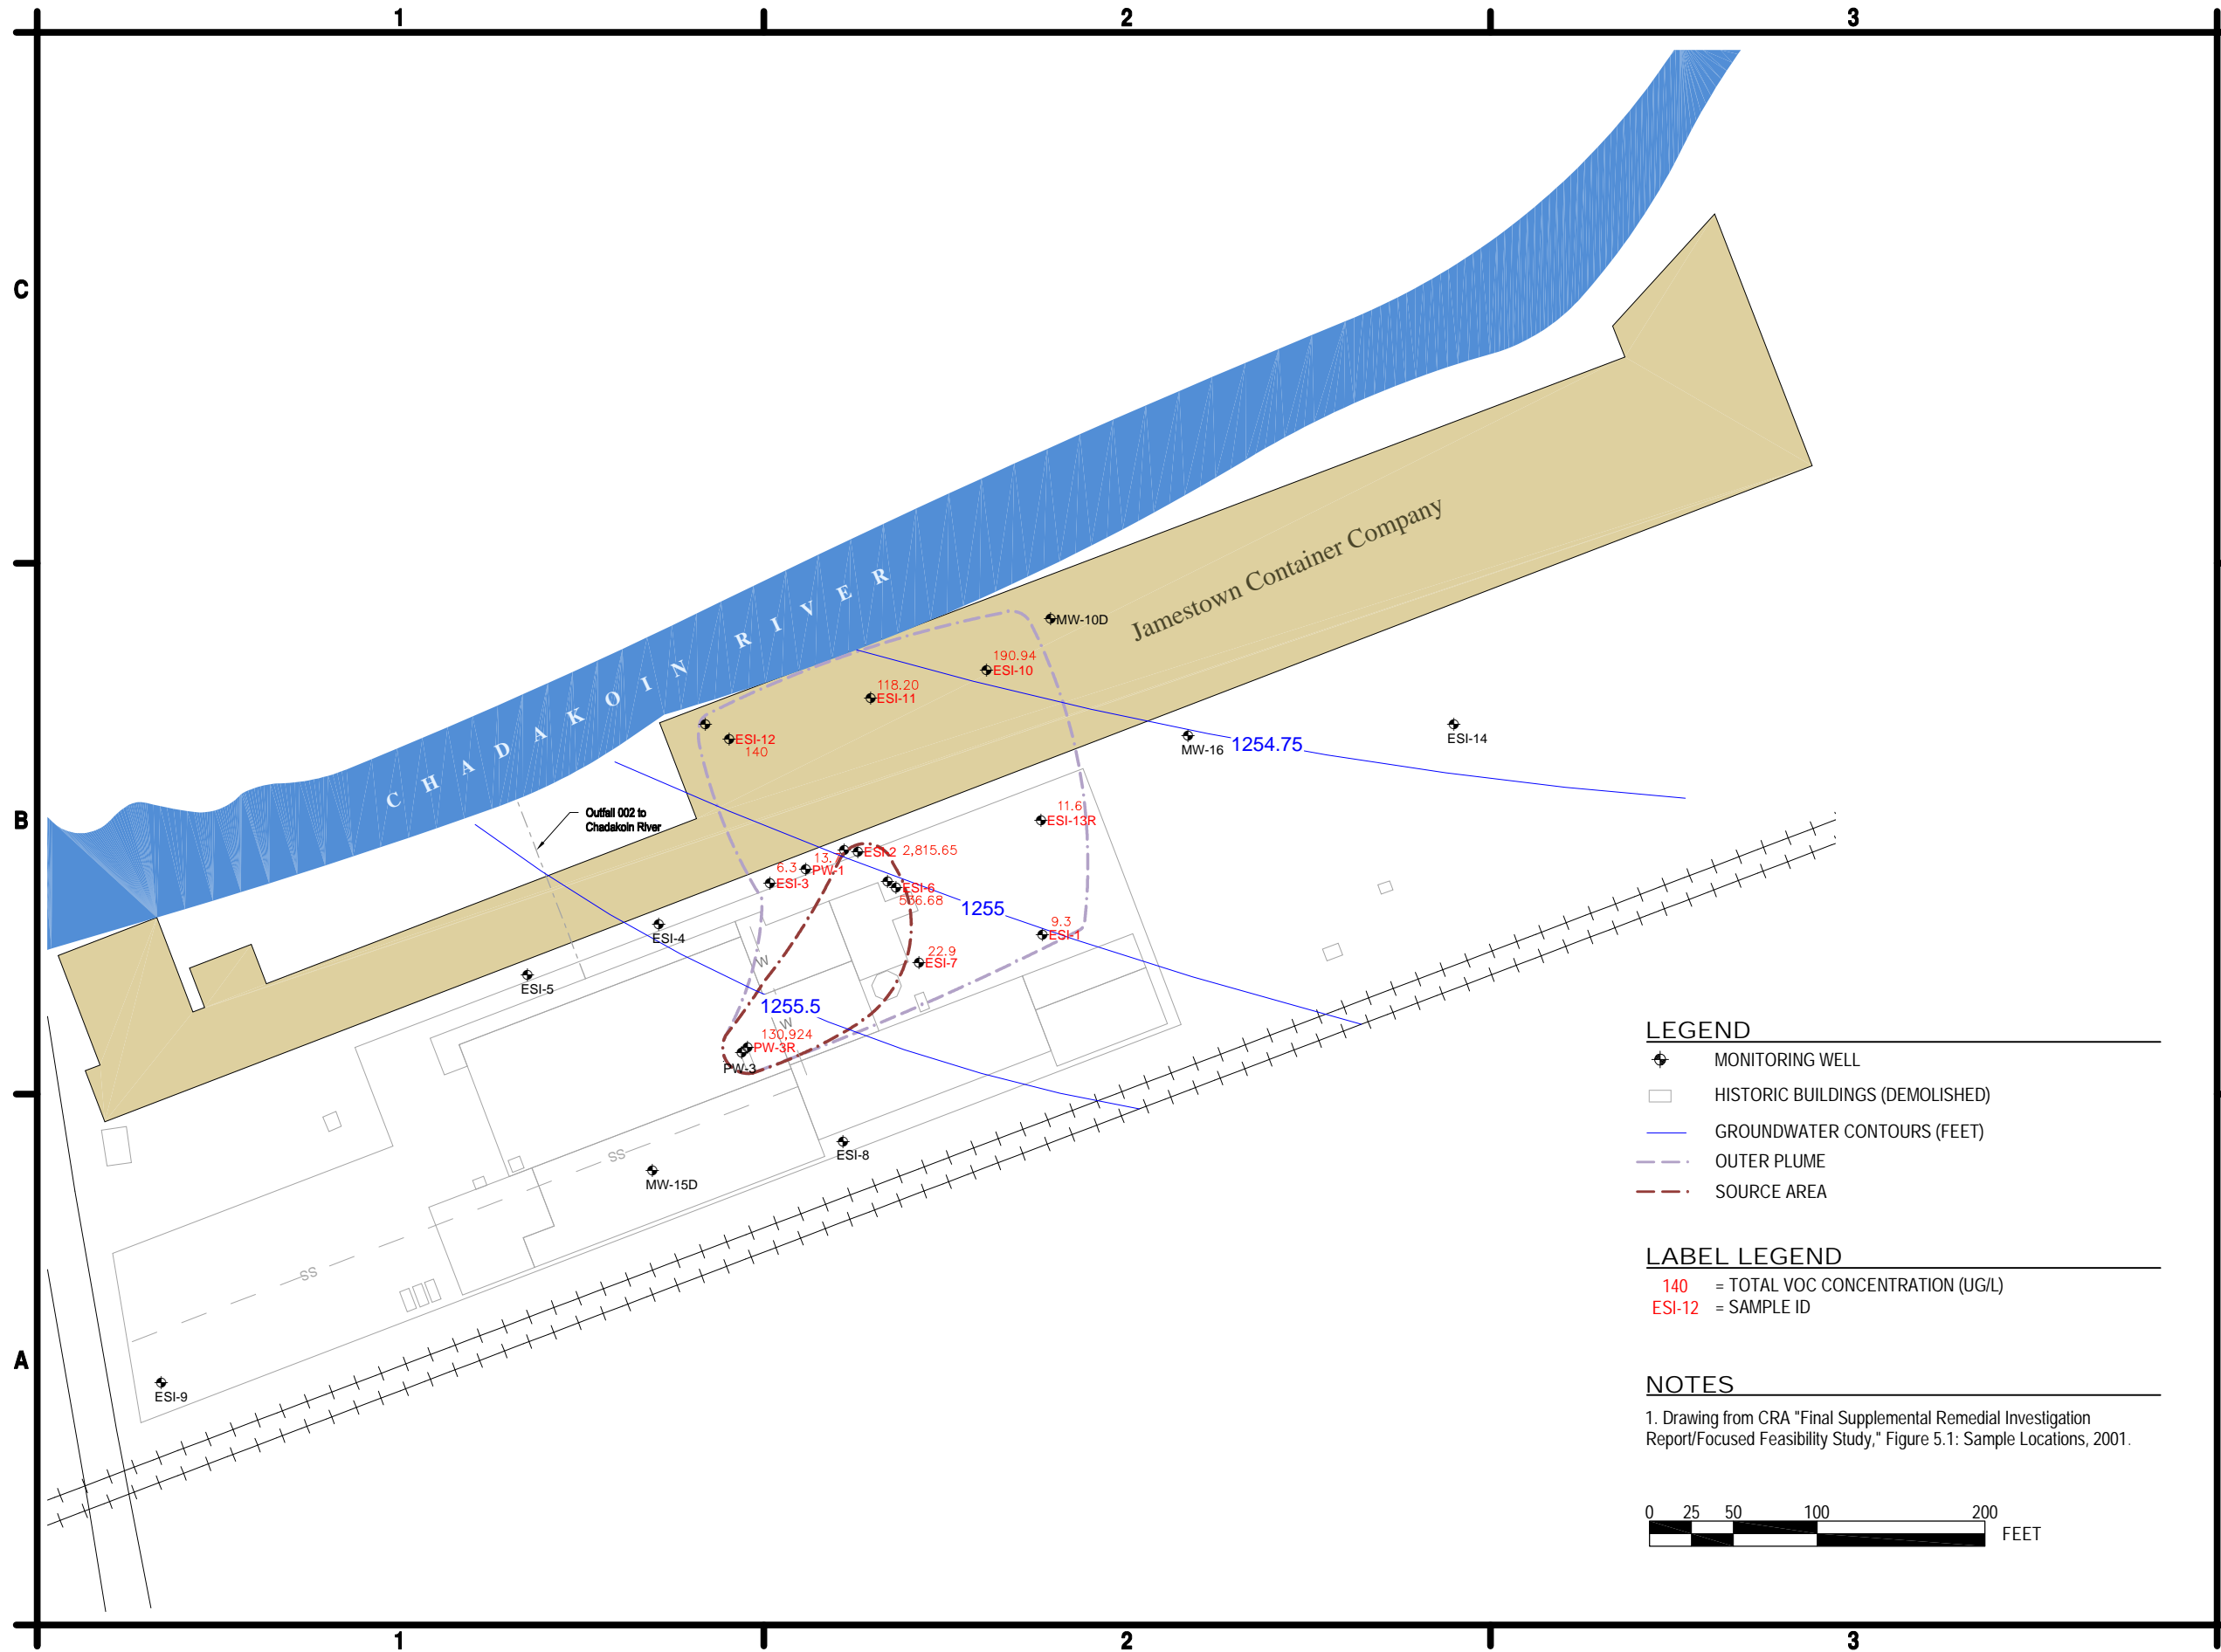 1 2 3
C
B
A
CHADAKOIN RIVER
Jamestown Container Company
MW-10D
190.94
ESI-10
118.20
ESI-11
ESI-12
140
MW-16
1254.75
ESI-14
Outfall 002 to
Chadakoin River
11.6
ESI-13R
13.
PW-1
6.3
ESI-3
ESI-2 2,815.65
ESI-6
1255
ESI-4
9.3
ESI-1
22.9
ESI-7
W
ESI-5
1255.5
W
130,924
PW-3R
PW-3
ESI-8
SS
MW-15D
SS
ESI-9
LEGEND
MONITORING WELL
HISTORIC BUILDINGS (DEMOLISHED)
GROUNDWATER CONTOURS (FEET)
OUTER PLUME
SOURCE AREA
LABEL LEGEND
140 = TOTAL VOC CONCENTRATION (UG/L)
ESI-12 = SAMPLE ID
NOTES
1. Drawing from CRA "Final Supplemental Remedial Investigation
Report/Focused Feasibility Study," Figure 5.1: Sample Locations, 2001.
0 25 50 100 200
FEET
1 2 3